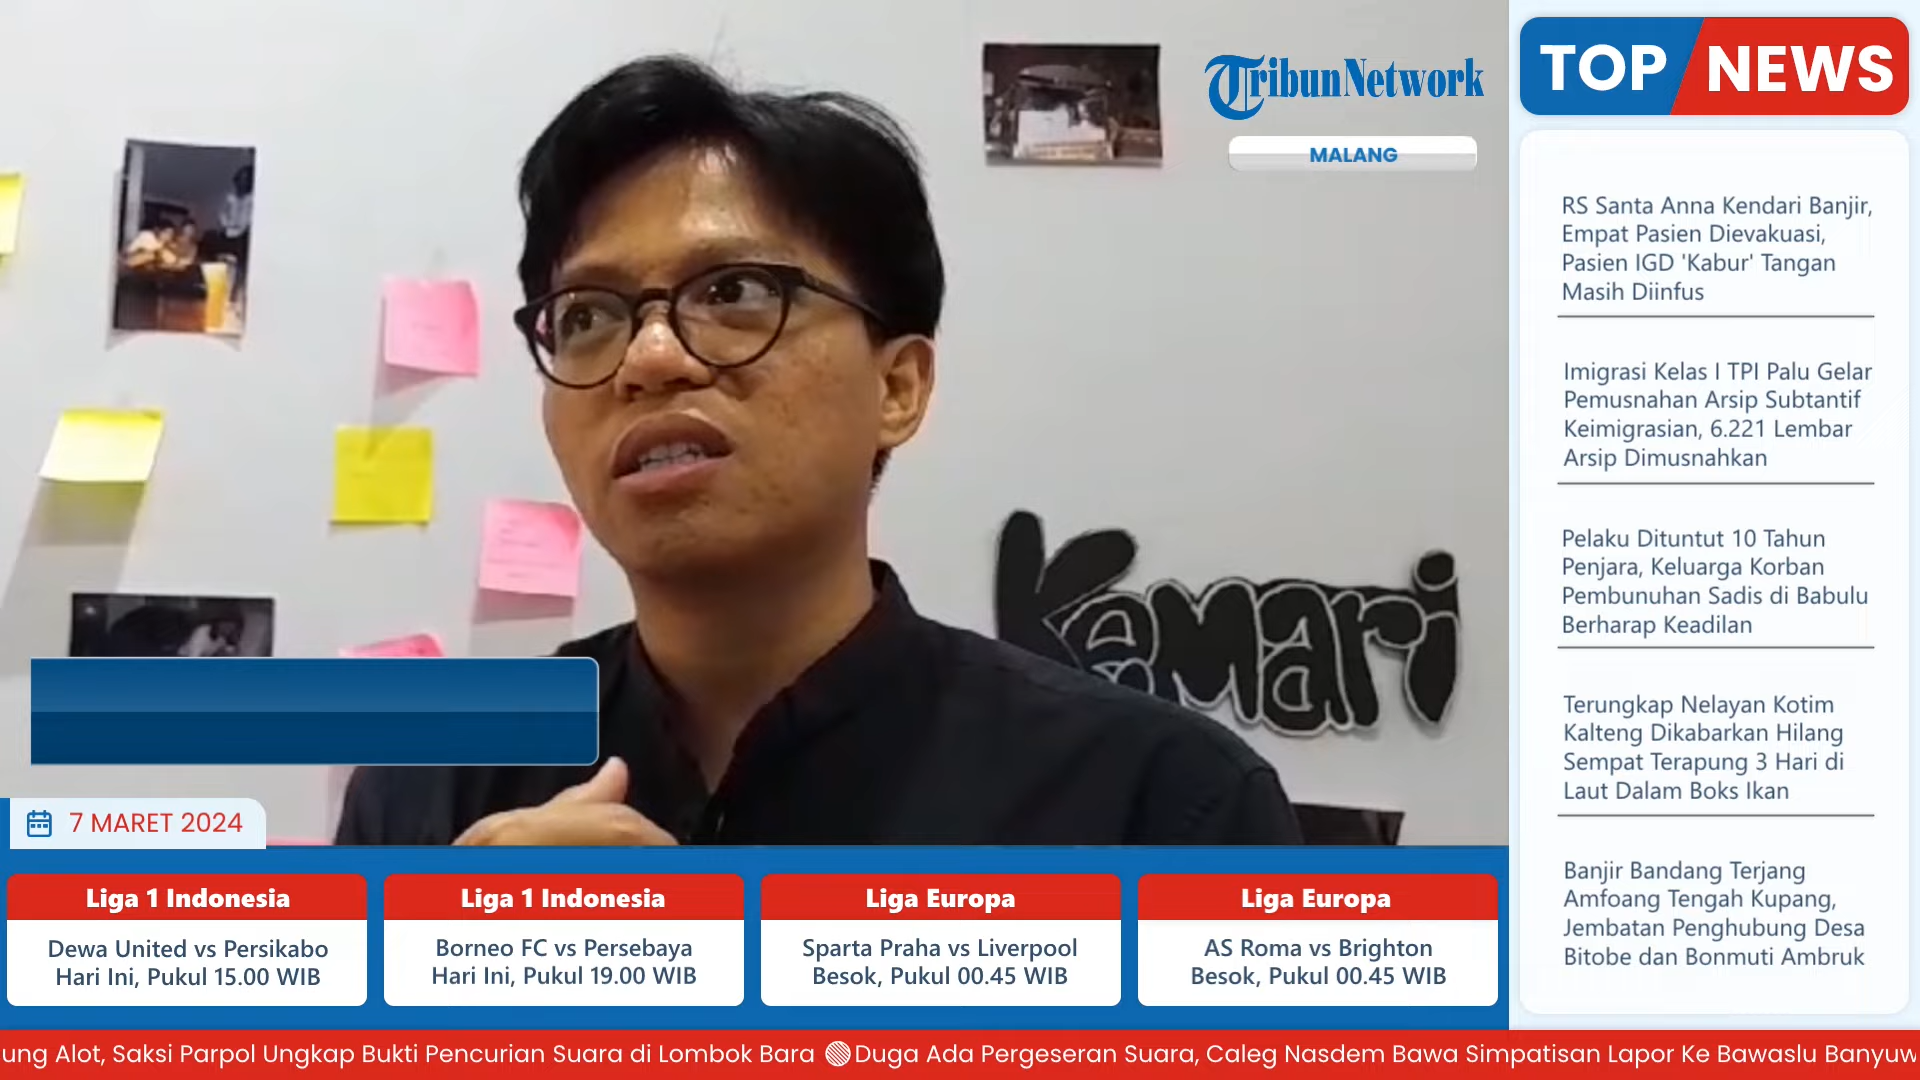 TribunNetwork
MALANG
Kemari
7 MARET 2024
Liga 1 Indonesia
Dewa United vs Persikabo
Hari Ini, Pukul 15.00 WIB
Liga 1 Indonesia
Borneo FC vs Persebaya
Hari Ini, Pukul 19.00 WIB
Liga Europa
Sparta Praha vs Liverpool
Besok, Pukul 00.45 WIB
Liga Europa
AS Roma vs Brighton
Besok, Pukul 00.45 WIB
TOP NEWS
RS Santa Anna Kendari Banjir,
Empat Pasien Dievakuasi,
Pasien IGD 'Kabur' Tangan
Masih Diinfus
Imigrasi Kelas I TPI Palu Gelar
Pemusnahan Arsip Subtantif
Keimigrasian, 6.221 Lembar
Arsip Dimusnahkan
Pelaku Dituntut 10 Tahun
Penjara, Keluarga Korban
Pembunuhan Sadis di Babulu
Berharap Keadilan
Terungkap Nelayan Kotim
Kalteng Dikabarkan Hilang
Sempat Terapung 3 Hari di
Laut Dalam Boks Ikan
Banjir Bandang Terjang
Amfoang Tengah Kupang,
Jembatan Penghubung Desa
Bitobe dan Bonmuti Ambruk
ung Alot, Saksi Parpol Ungkap Bukti Pencurian Suara di Lombok Bara Duga Ada Pergeseran Suara, Caleg Nasdem Bawa Simpatisan Lapor Ke Bawaslu Banyuw